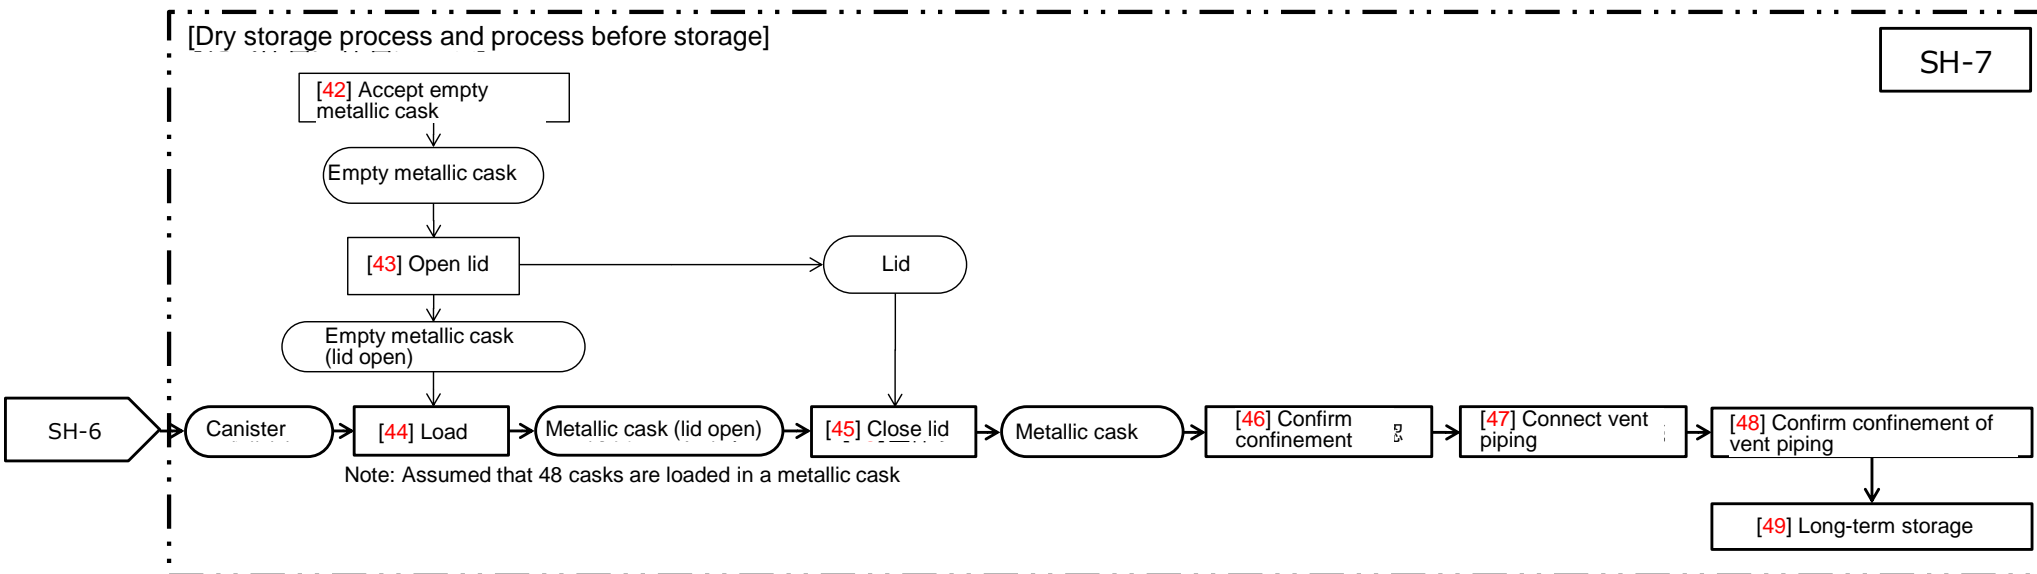 [Dry storage process and process before storage]
SH-7
[42] Accept empty
metallic cask
Empty metallic cask
[43] Open lid
Lid
Empty metallic cask
(lid open)
SH-6
Canister
[44] Load
Metallic cask (lid open)
[45] Close lid
Metallic cask
[46] Confirm
confinement
[47] Connect vent
piping
[48] Confirm confinement of
vent piping
Note: Assumed that 48 casks are loaded in a metallic cask
[49] Long-term storage